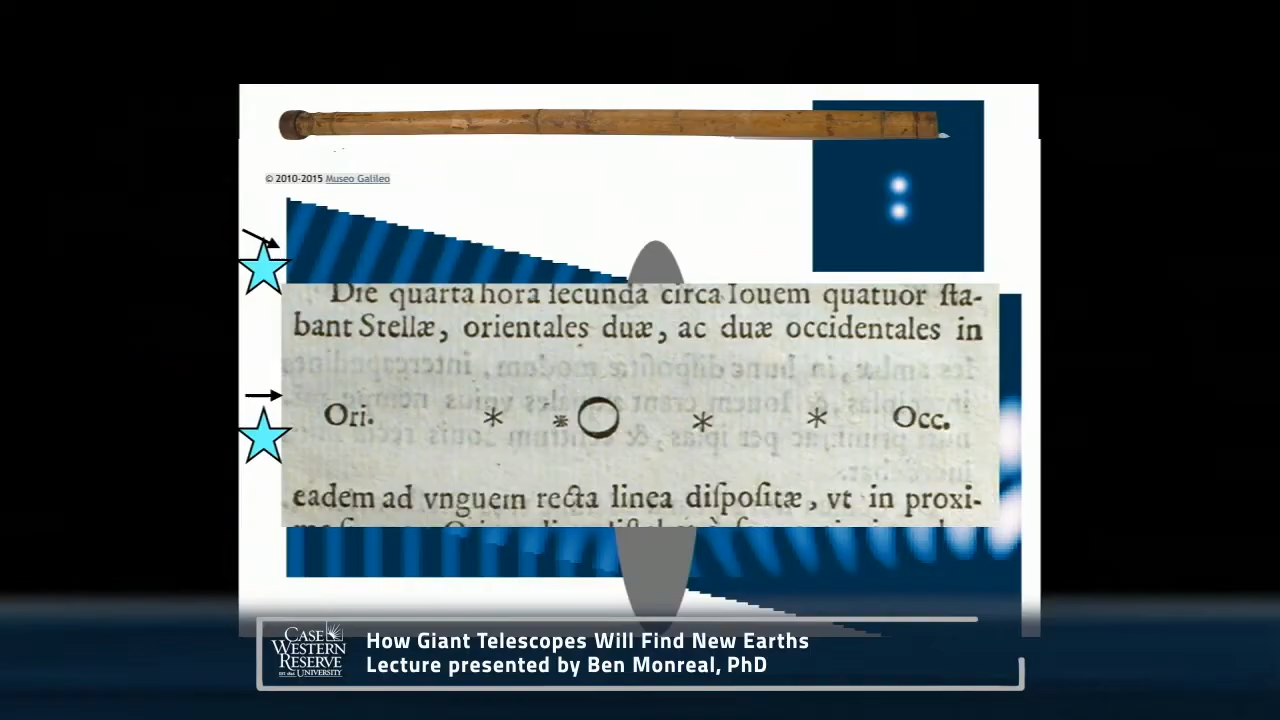 © 2010-2015 Museo Galileo
Die quarta hora ſecunda circa Iouem quatuor ſta-
bant Stellæ, orientales duæ, ac duæ occidentales in
Ori. * * O * * Occ.
eadem ad vnguem recta linea diſpoſitæ, vt in proxi-
CASE
WESTERN
RESERVE
UNIVERSITY
How Giant Telescopes Will Find New Earths
Lecture presented by Ben Monreal, PhD